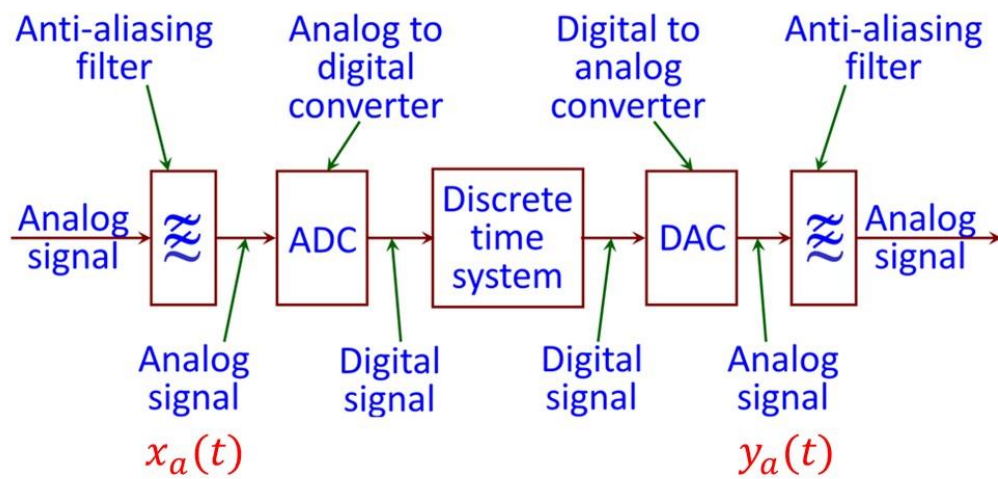 Anti-aliasing
filter
Analog to
digital
converter
Digital to
analog
converter
Anti-aliasing
filter
Analog
signal
ADC
Discrete
time
system
DAC
Analog
signal
Analog
signal
Digital
signal
Digital
signal
Analog
signal
x_a(t)
y_a(t)